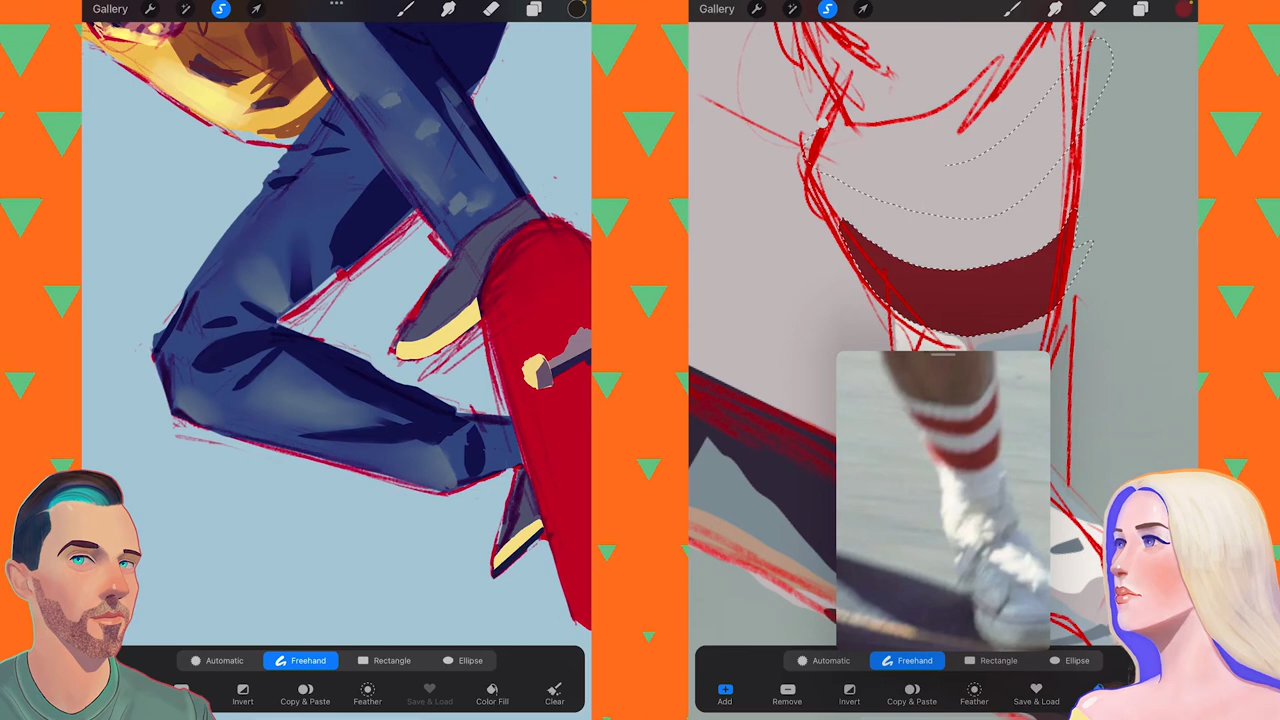 Gallery
Automatic
Freehand
Rectangle
Ellipse
Invert
Copy & Paste
Feather
Save & Load
Color Fill
Clear
Gallery
Automatic
Freehand
Rectangle
Ellipse
Add
Remove
Invert
Copy & Paste
Feather
Save & Load